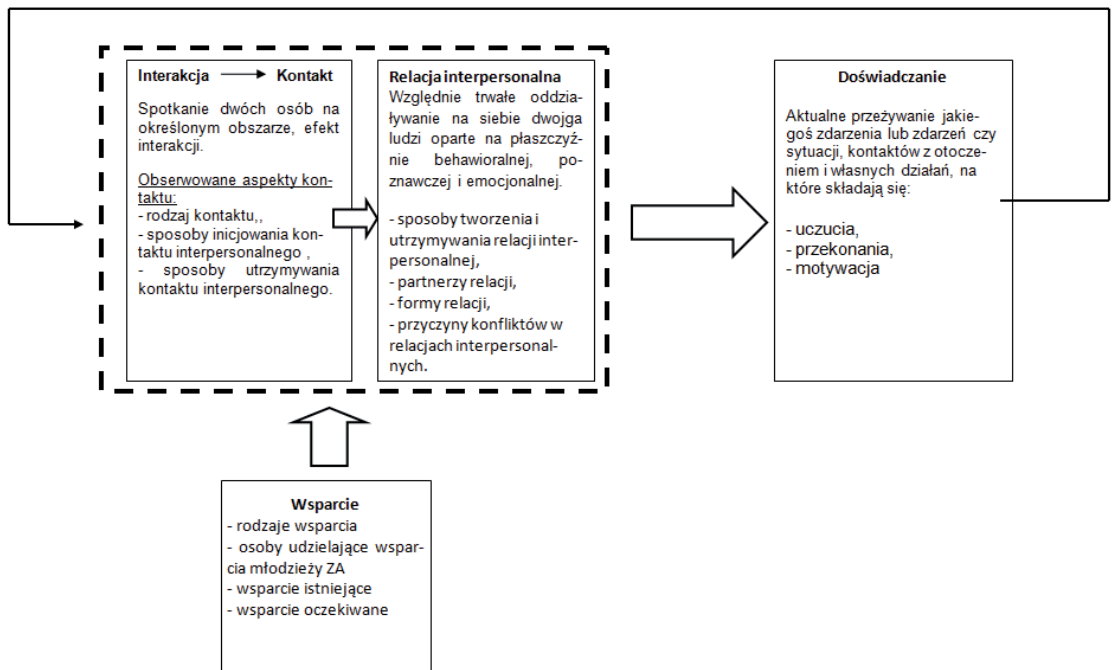 Interakcja Kontakt
Spotkanie dwóch osób na
określonym obszarze, efekt
interakcji.
Obserwowane aspekty kon-
taktu:
- rodzaj kontaktu,,
- sposoby inicjowania kon-
taktu interpersonalnego ,
- sposoby utrzymywania
kontaktu interpersonalnego.
Relacja interpersonalna
Względnie trwałe oddzia-
ływanie na siebie dwojga
ludzi oparte na płaszczyź-
nie behawioralnej, po-
znawczej i emocjonalnej.
- sposoby tworzenia i
utrzymywania relacji inter-
personalnej,
- partnerzy relacji,
- formy relacji,
- przyczyny konfliktów w
relacjach interpersonal-
nych.
Doświadczanie
Aktualne przeżywanie jakie-
goś zdarzenia lub zdarzeń czy
sytuacji, kontaktów z otocze-
niem i własnych działań, na
które składają się:
- uczucia,
- przekonania,
- motywacja
Wsparcie
- rodzaje wsparcia
- osoby udzielające wspar-
cia młodzieży ZA
- wsparcie istniejące
- wsparcie oczekiwane